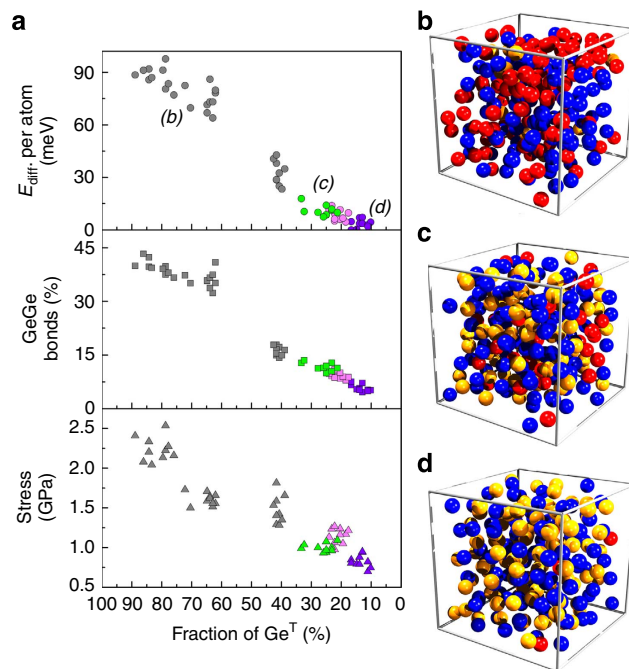 a
E_diff. per atom
(meV)
90
60
30
0
(b)
(c)
(d)
GeGe
bonds (%)
45
30
15
0
Stress
(GPa)
2.5
2.0
1.5
1.0
0.5
100 90 80 70 60 50 40 30 20 10 0
Fraction of Ge^T (%)
b
c
d